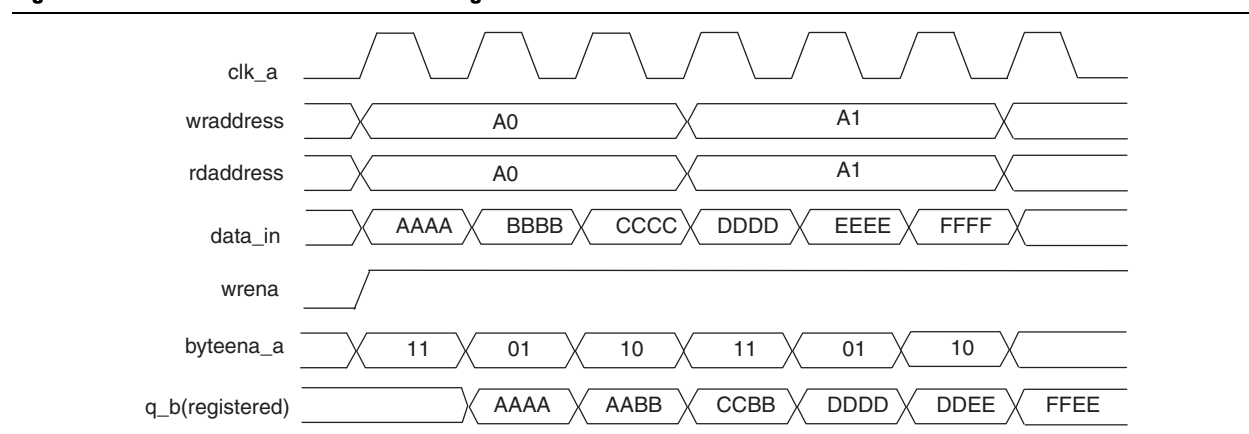 clk_a
wraddress A0 A1
rdaddress A0 A1
data_in AAAA BBBB CCCC DDDD EEEE FFFF
wrena
byteena_a 11 01 10 11 01 10
q_b(registered) AAAA AABB CCBB DDDD DDEE FFEE